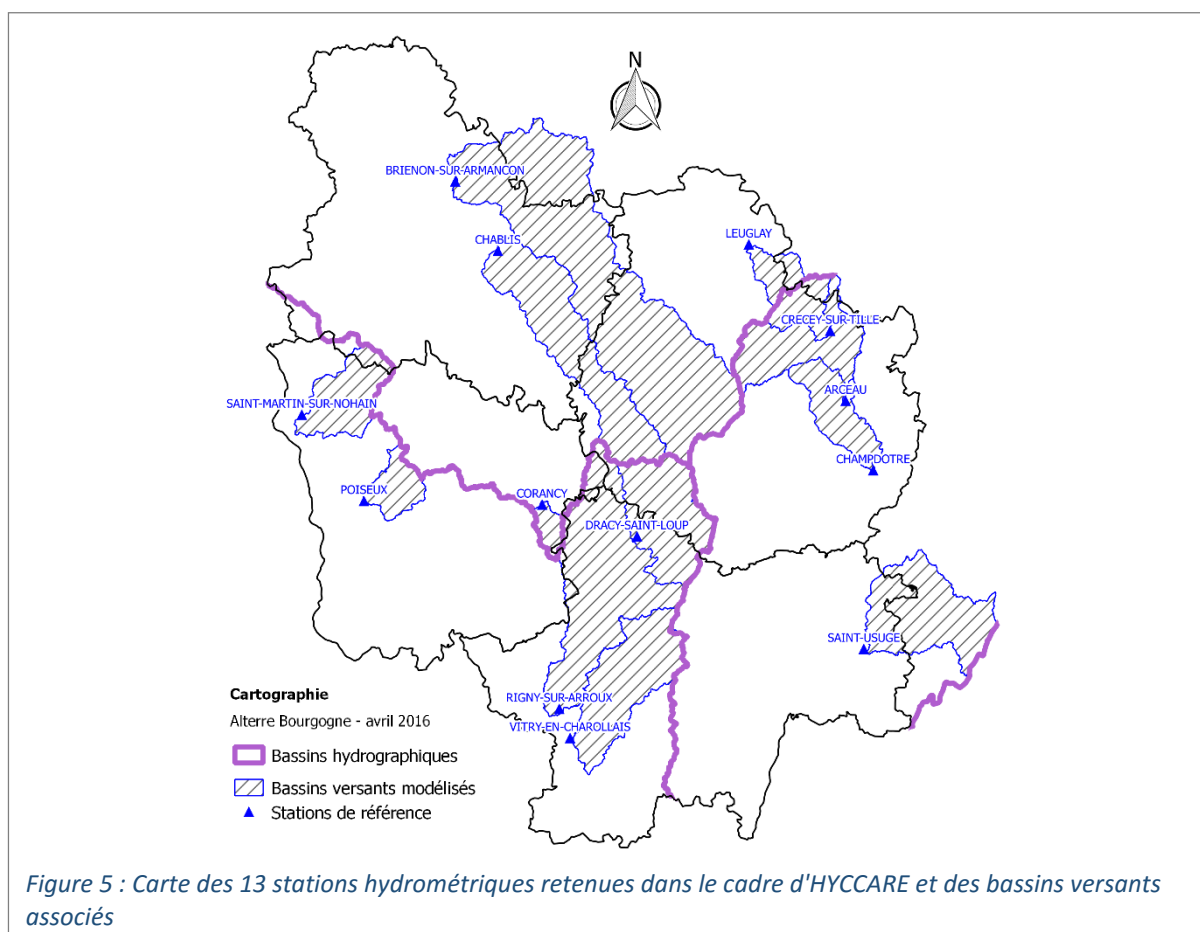 N
BRIENON-SUR-ARMANCON
CHABLIS
LEUGLAY
CRECEY-SUR-TILLE
ARCEAU
SAINT-MARTIN-SUR-NOHAIN
CHAMPDOTRE
POISEUX
CORANCY
DRACY-SAINT-LOUP
SAINT-USUGE
RIGNY-SUR-ARROUX
VITRY-EN-CHAROLLAIS
Cartographie
Alterre Bourgogne - avril 2016
Bassins hydrographiques
Bassins versants modélisés
Stations de référence
Figure 5 : Carte des 13 stations hydrométriques retenues dans le cadre d'HYCCARE et des bassins versants
associés